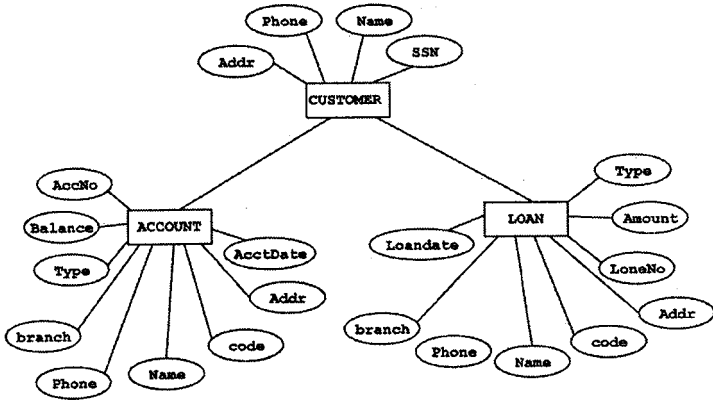 Phone
Name
Addr
SSN
CUSTOMER
AccNo
Balance
ACCOUNT
Type
AcctDate
Addr
branch
code
Phone
Name
Type
LOAN
Amount
Loandate
LoneNo
Addr
branch
code
Phone
Name